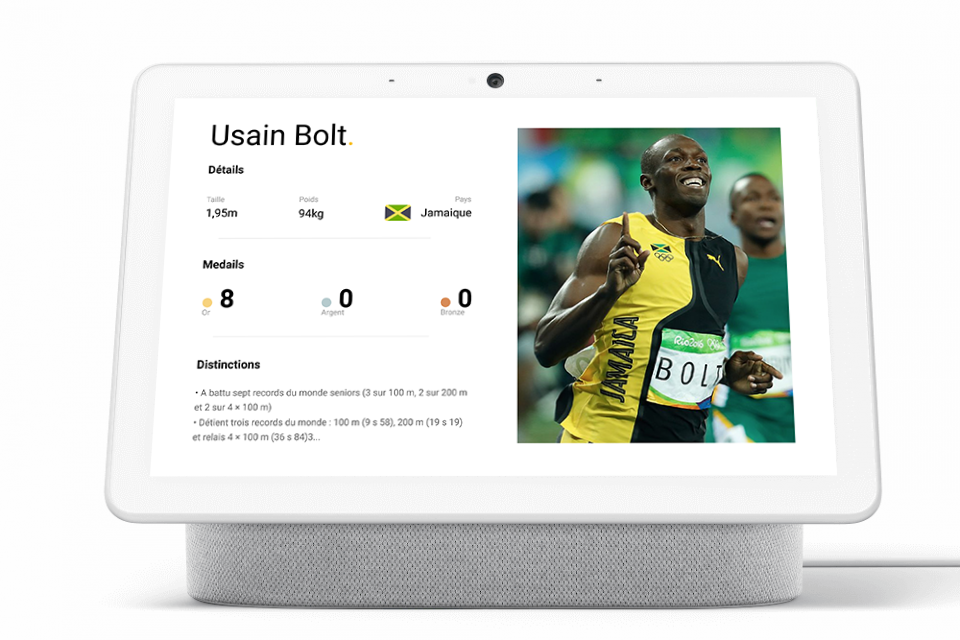 Usain Bolt.
Détails
Taille Poids Pays
1,95m 94kg Jamaique
Medails
8 0 0
Or Argent Bronze
Distinctions
• A battu sept records du monde seniors (3 sur 100 m, 2 sur 200 m
et 2 sur 4 × 100 m)
• Détient trois records du monde : 100 m (9 s 58), 200 m (19 s 19)
et relais 4 × 100 m (36 s 84)3...
JAMAICA
Rio2016
BOLT